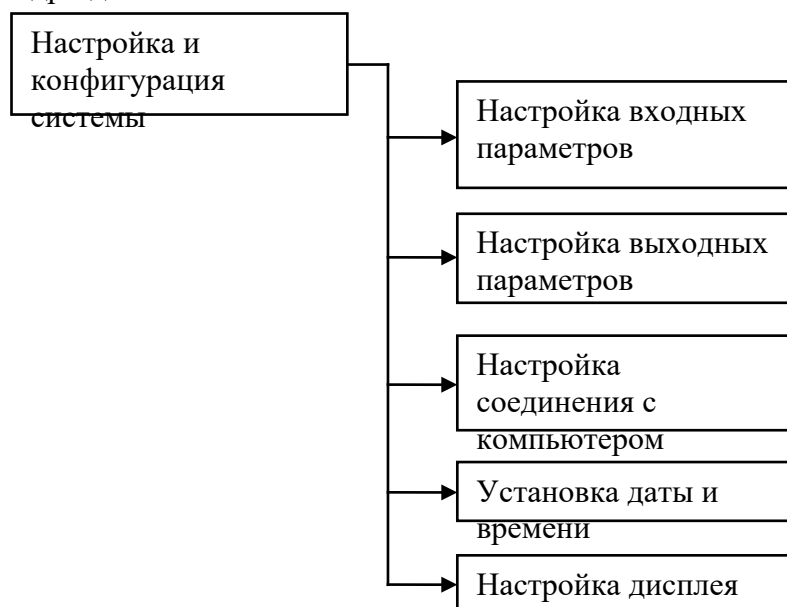 Настройка и
конфигурация
системы
Настройка входных
параметров
Настройка выходных
параметров
Настройка
соединения с
компьютером
Установка даты и
времени
Настройка дисплея